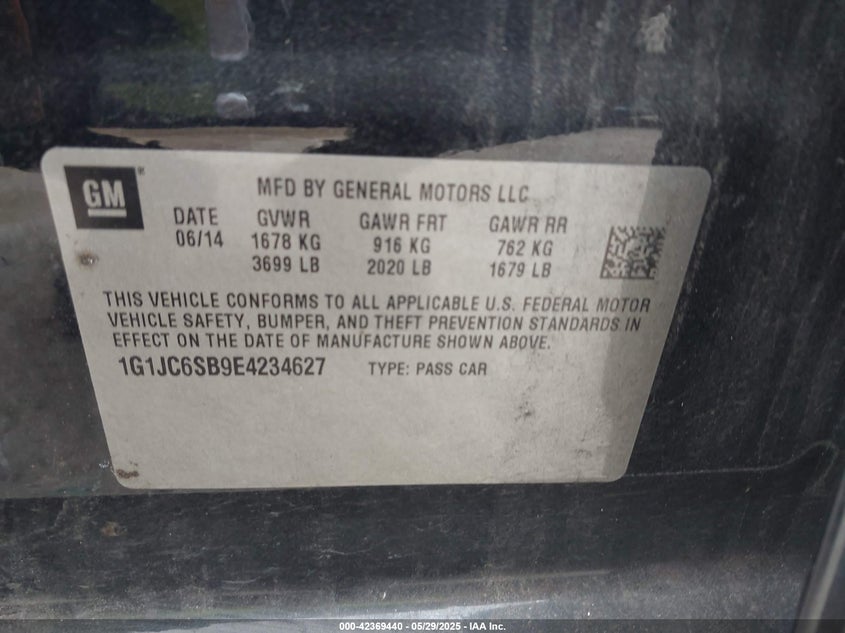 GM
MFD BY GENERAL MOTORS LLC
DATE GVWR GAWR FRT GAWR RR
06/14 1678 KG 916 KG 762 KG
3699 LB 2020 LB 1679 LB
THIS VEHICLE CONFORMS TO ALL APPLICABLE U.S. FEDERAL MOTOR
VEHICLE SAFETY, BUMPER, AND THEFT PREVENTION STANDARDS IN
EFFECT ON THE DATE OF MANUFACTURE SHOWN ABOVE.
1G1JC6SB9E4234627 TYPE: PASS CAR
000-42369440 - 05/29/2025 - IAA Inc.